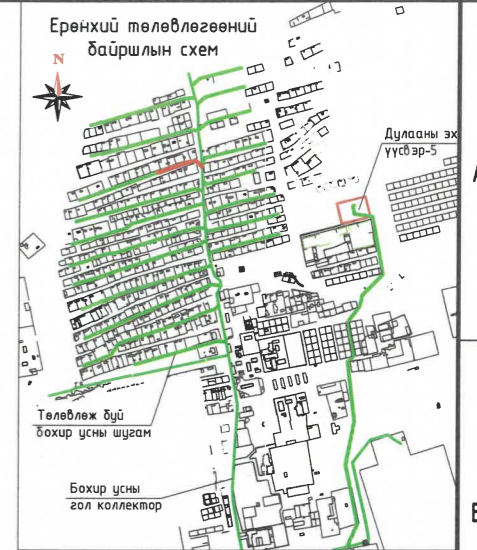 Ерөнхий төлөвлөгөөний
байршлын схем
N
Дулааны эх
үүсвэр-5
Төлөвлөж буй
бохир усны шугам
Бохир усны
гол коллектор